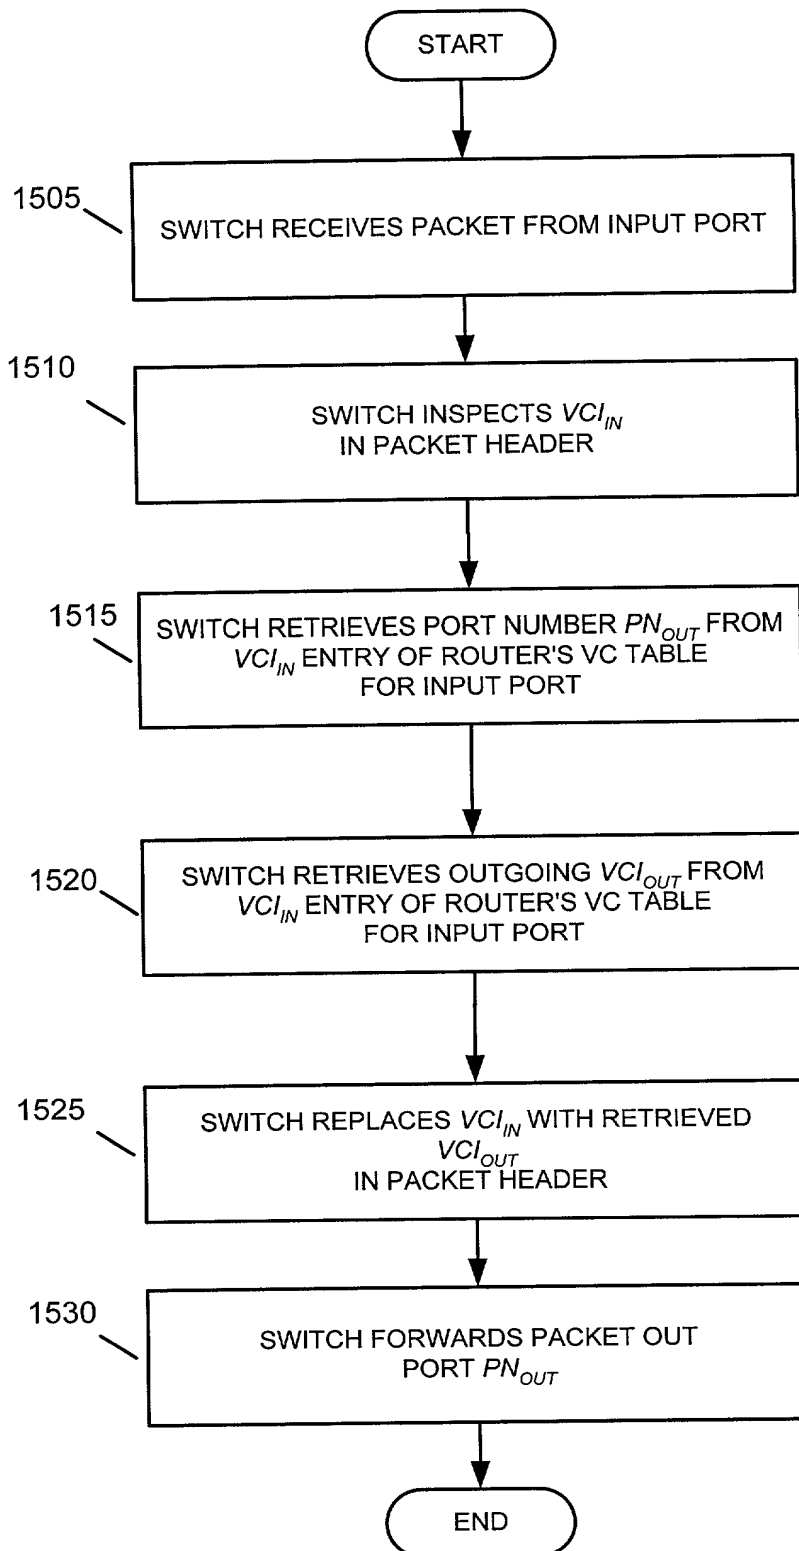 START
1505
SWITCH RECEIVES PACKET FROM INPUT PORT
1510
SWITCH INSPECTS VCI_IN
IN PACKET HEADER
1515
SWITCH RETRIEVES PORT NUMBER PN_OUT FROM
VCI_IN ENTRY OF ROUTER'S VC TABLE
FOR INPUT PORT
1520
SWITCH RETRIEVES OUTGOING VCI_OUT FROM
VCI_IN ENTRY OF ROUTER'S VC TABLE
FOR INPUT PORT
1525
SWITCH REPLACES VCI_IN WITH RETRIEVED
VCI_OUT
IN PACKET HEADER
1530
SWITCH FORWARDS PACKET OUT
PORT PN_OUT
END